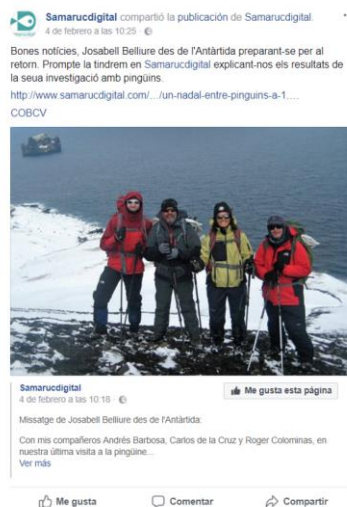 Samarucdigital compartió la publicación de Samarucdigital.
4 de febrero a las 10:25
Bones notícies, Josabell Belliure des de l'Antàrtida preparant-se per al
retorn. Prompte la tindrem en Samarucdigital explicant-nos els resultats de
la seua investigació amb pingüins.
http://www.samarucdigital.com/.../un-nadal-entre-pinguins-a-1....
COBCV
Samarucdigital
4 de febrero a las 10:18
Me gusta esta página
Missatge de Josabell Belliure des de l'Antàrtida:
Con mis compañeros Andrés Barbosa, Carlos de la Cruz y Roger Colominas, en
nuestra última visita a la pingüine...
Ver más
Me gusta
Comentar
Compartir